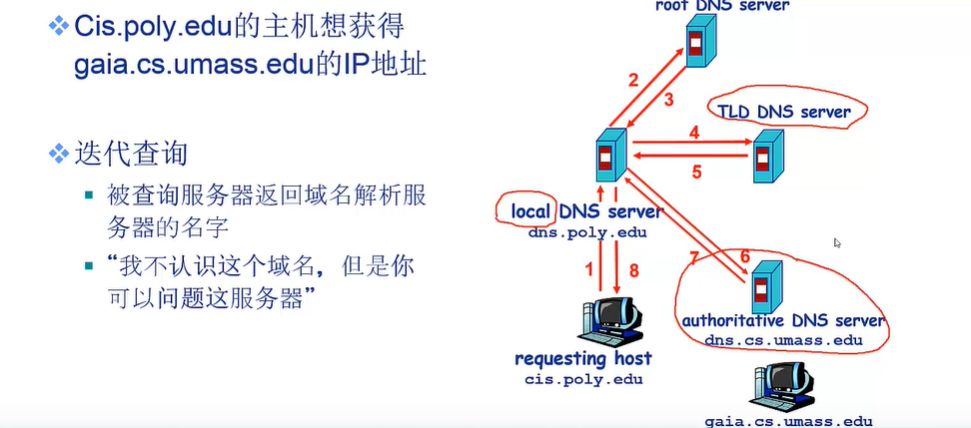 Cis.poly.edu的主机想获得
gaia.cs.umass.edu的IP地址
迭代查询
被查询服务器返回域名解析服
务器的名字
“我不认识这个域名，但是你
可以问题这服务器”
root DNS server
2
3
TLD DNS server
4
5
local DNS server
dns.poly.edu
1
8
7
6
authoritative DNS server
dns.cs.umass.edu
requesting host
cis.poly.edu
gaia.cs.umass.edu